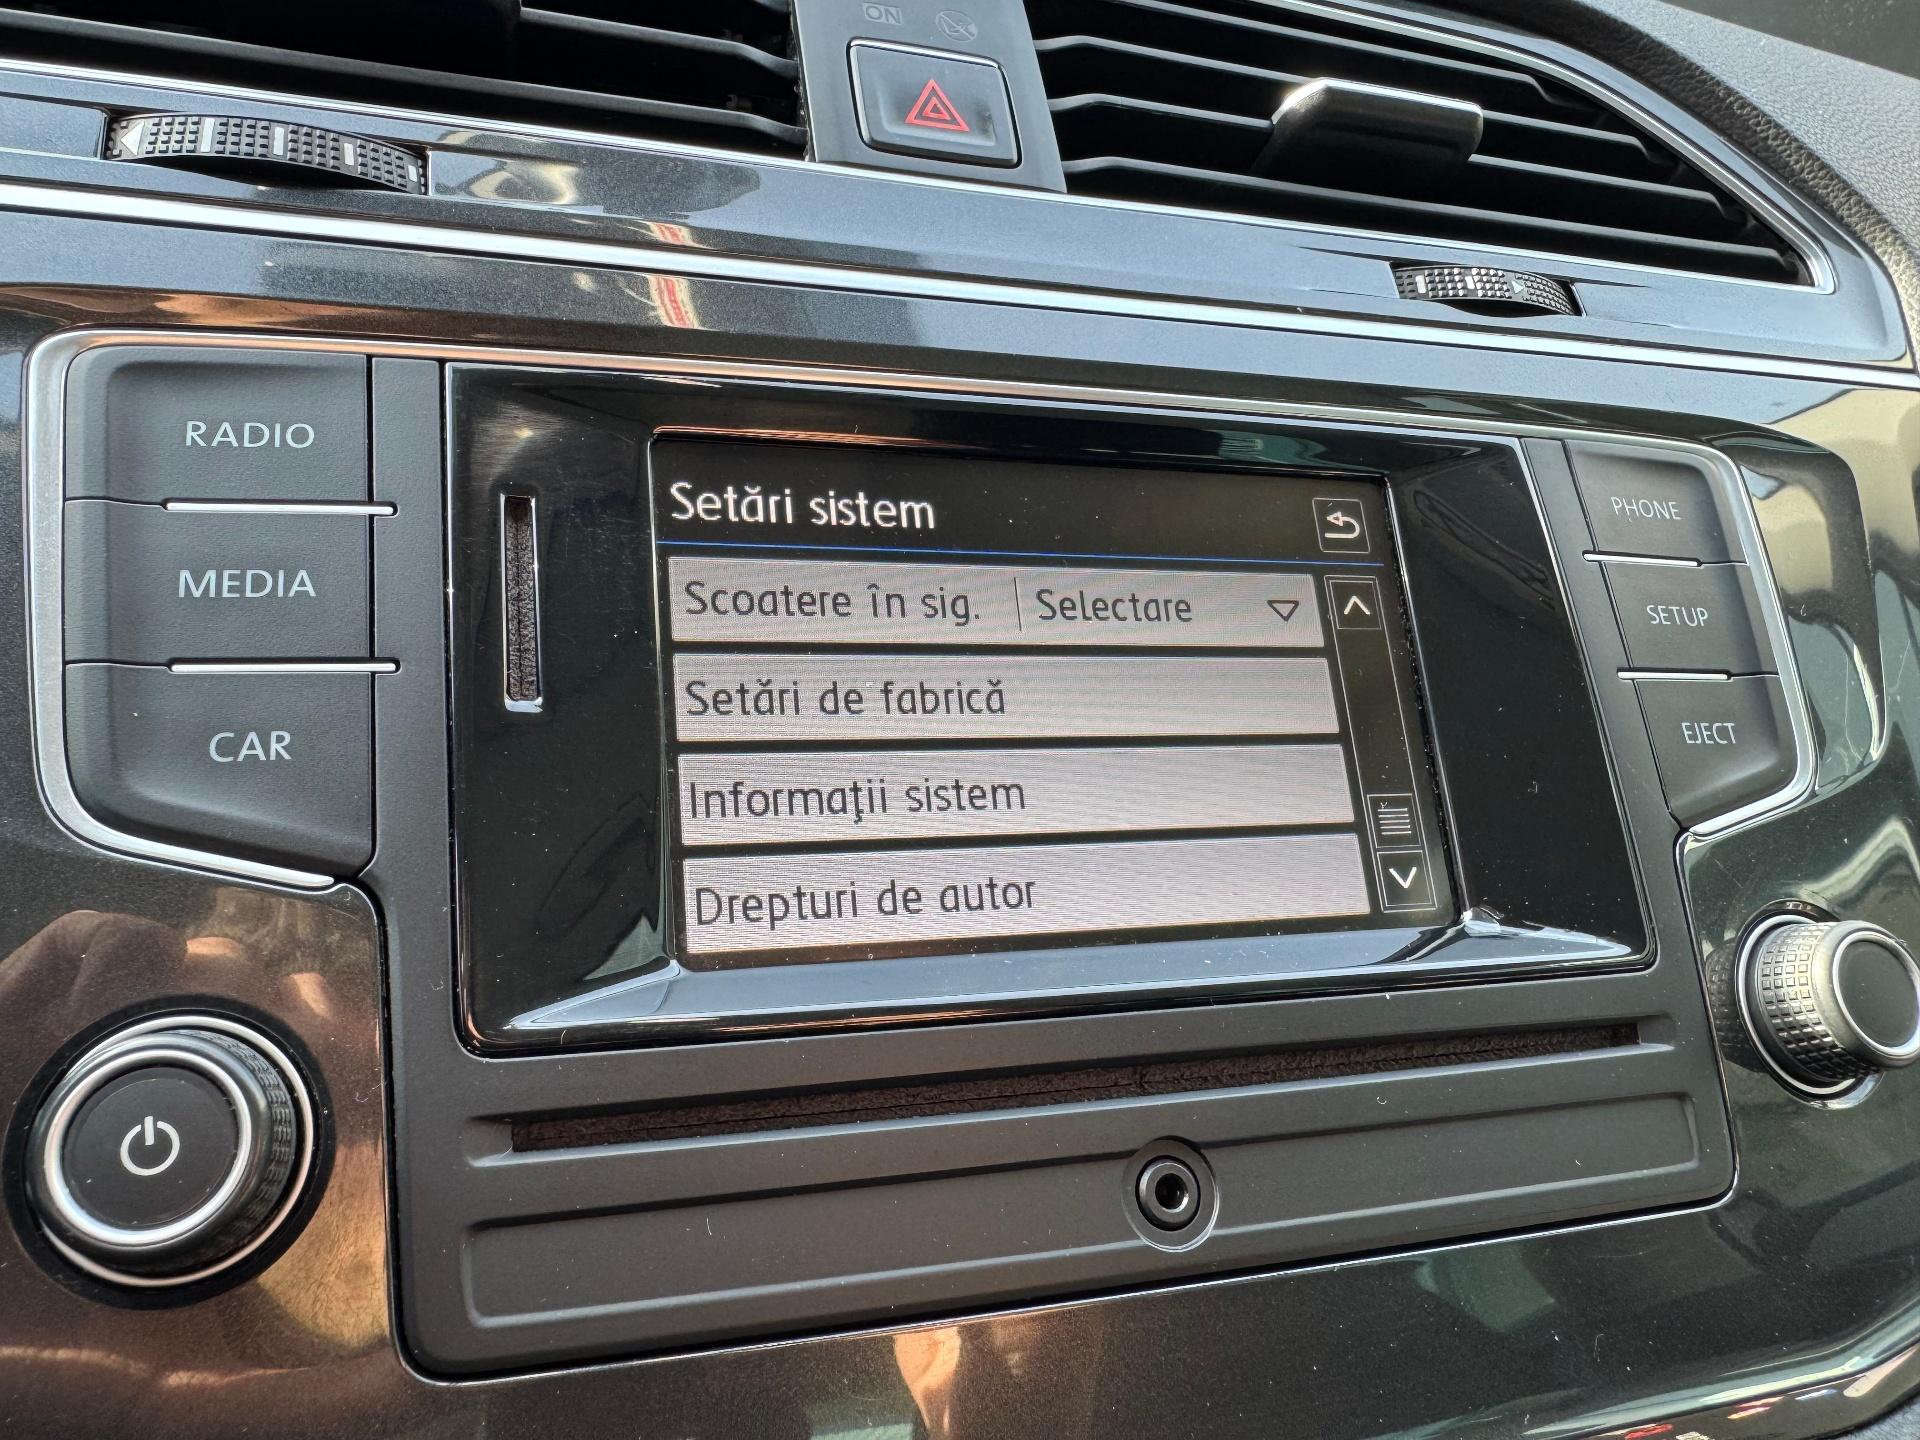 ON
RADIO
MEDIA
CAR
Setări sistem
Scoatere în sig. Selectare
Setări de fabrică
Informaţii sistem
Drepturi de autor
PHONE
SETUP
EJECT